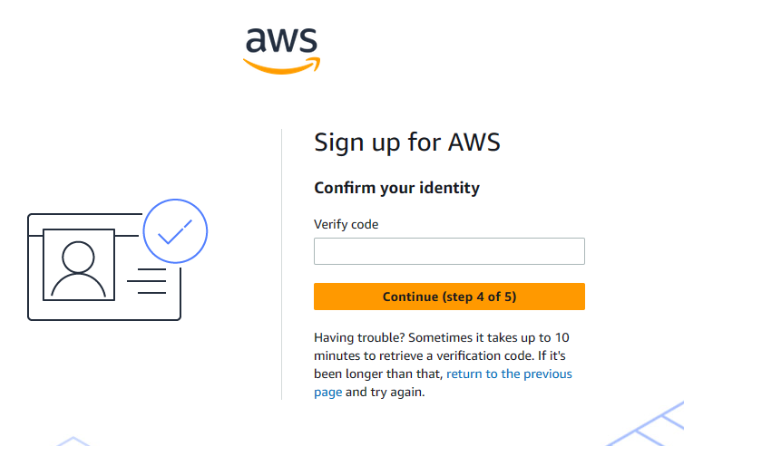 aws
Sign up for AWS
Confirm your identity
Verify code
Continue (step 4 of 5)
Having trouble? Sometimes it takes up to 10
minutes to retrieve a verification code. If it's
been longer than that, return to the previous
page and try again.